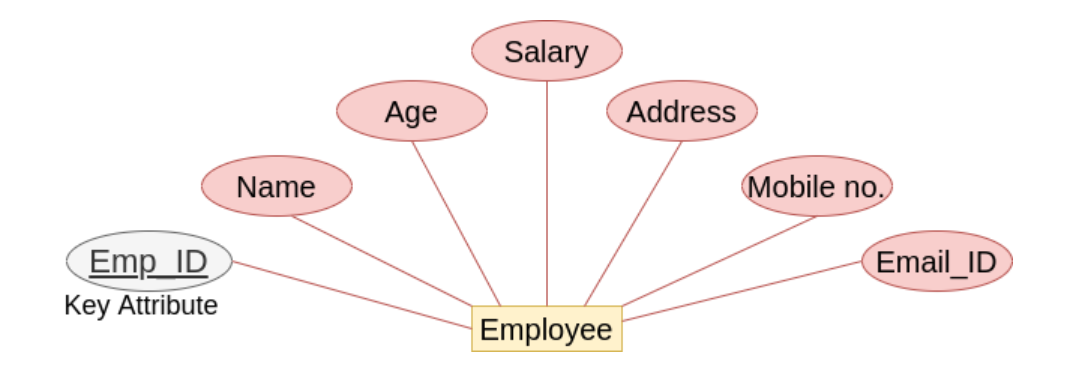 Salary
Age
Address
Name
Mobile no.
Emp_ID
Email_ID
Key Attribute
Employee